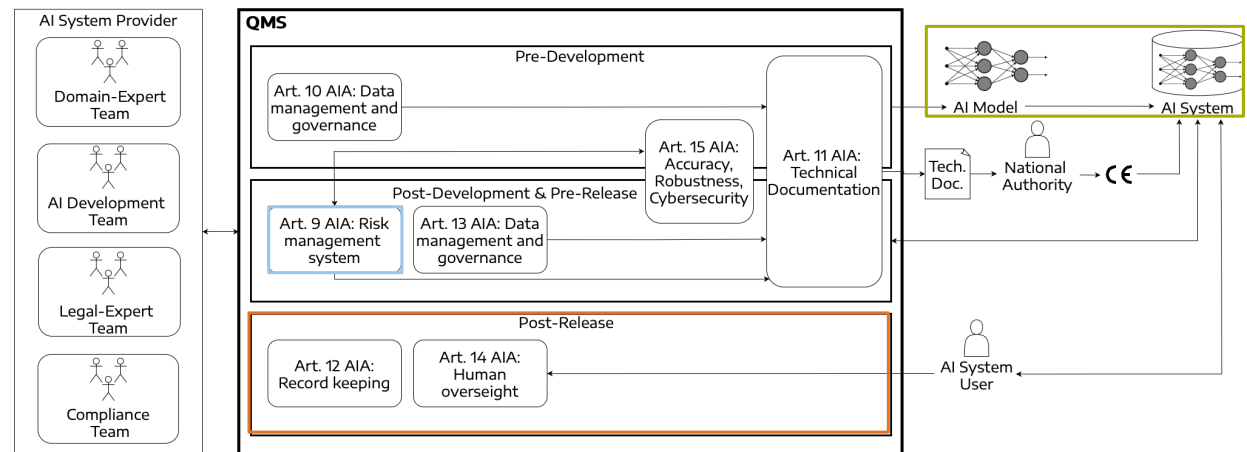 AI System Provider
Domain-Expert
Team
AI Development
Team
Legal-Expert
Team
Compliance
Team
QMS
Pre-Development
Art. 10 AIA: Data
management and
governance
Art. 15 AIA:
Accuracy,
Robustness,
Cybersecurity
Art. 11 AIA:
Technical
Documentation
Post-Development & Pre-Release
Art. 9 AIA: Risk
management
system
Art. 13 AIA: Data
management and
governance
Post-Release
Art. 12 AIA:
Record keeping
Art. 14 AIA:
Human
overseight
AI Model
AI System
Tech.
Doc.
National
Authority
CE
AI System
User